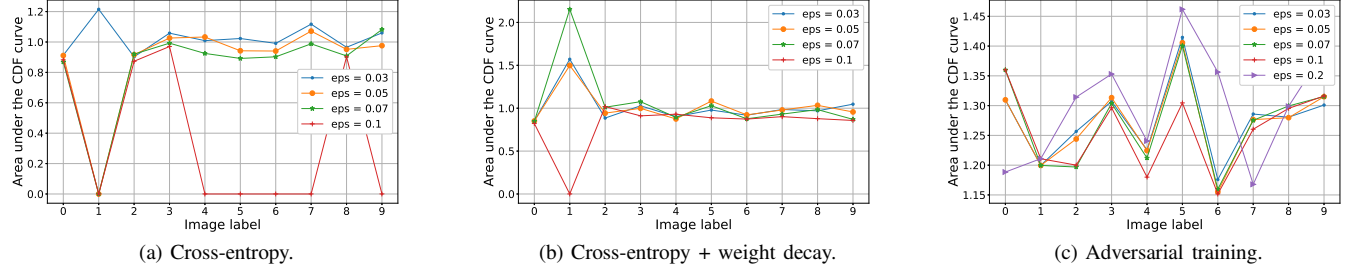 Area under the CDF curve
1.2
1.0
0.8
0.6
0.4
0.2
0.0
eps = 0.03
eps = 0.05
eps = 0.07
eps = 0.1
0 1 2 3 4 5 6 7 8 9
Image label
(a) Cross-entropy.
Area under the CDF curve
2.0
1.5
1.0
0.5
0.0
eps = 0.03
eps = 0.05
eps = 0.07
eps = 0.1
0 1 2 3 4 5 6 7 8 9
Image label
(b) Cross-entropy + weight decay.
Area under the CDF curve
1.45
1.40
1.35
1.30
1.25
1.20
1.15
eps = 0.03
eps = 0.05
eps = 0.07
eps = 0.1
eps = 0.2
0 1 2 3 4 5 6 7 8 9
Image label
(c) Adversarial training.